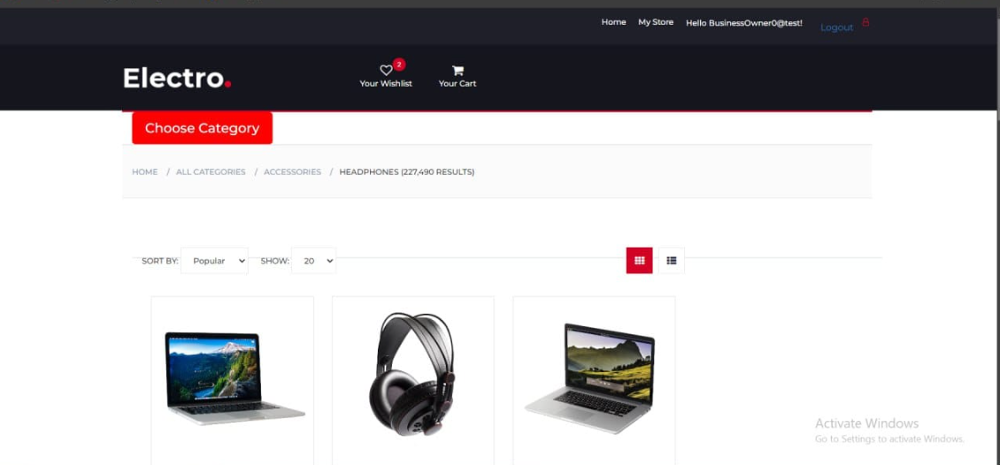 Home My Store Hello BusinessOwner0@test! Logout
Electro.
2
Your Wishlist Your Cart
Choose Category
HOME / ALL CATEGORIES / ACCESSORIES / HEADPHONES (227,490 RESULTS)
SORT BY: Popular SHOW: 20
Activate Windows
Go to Settings to activate Windows.